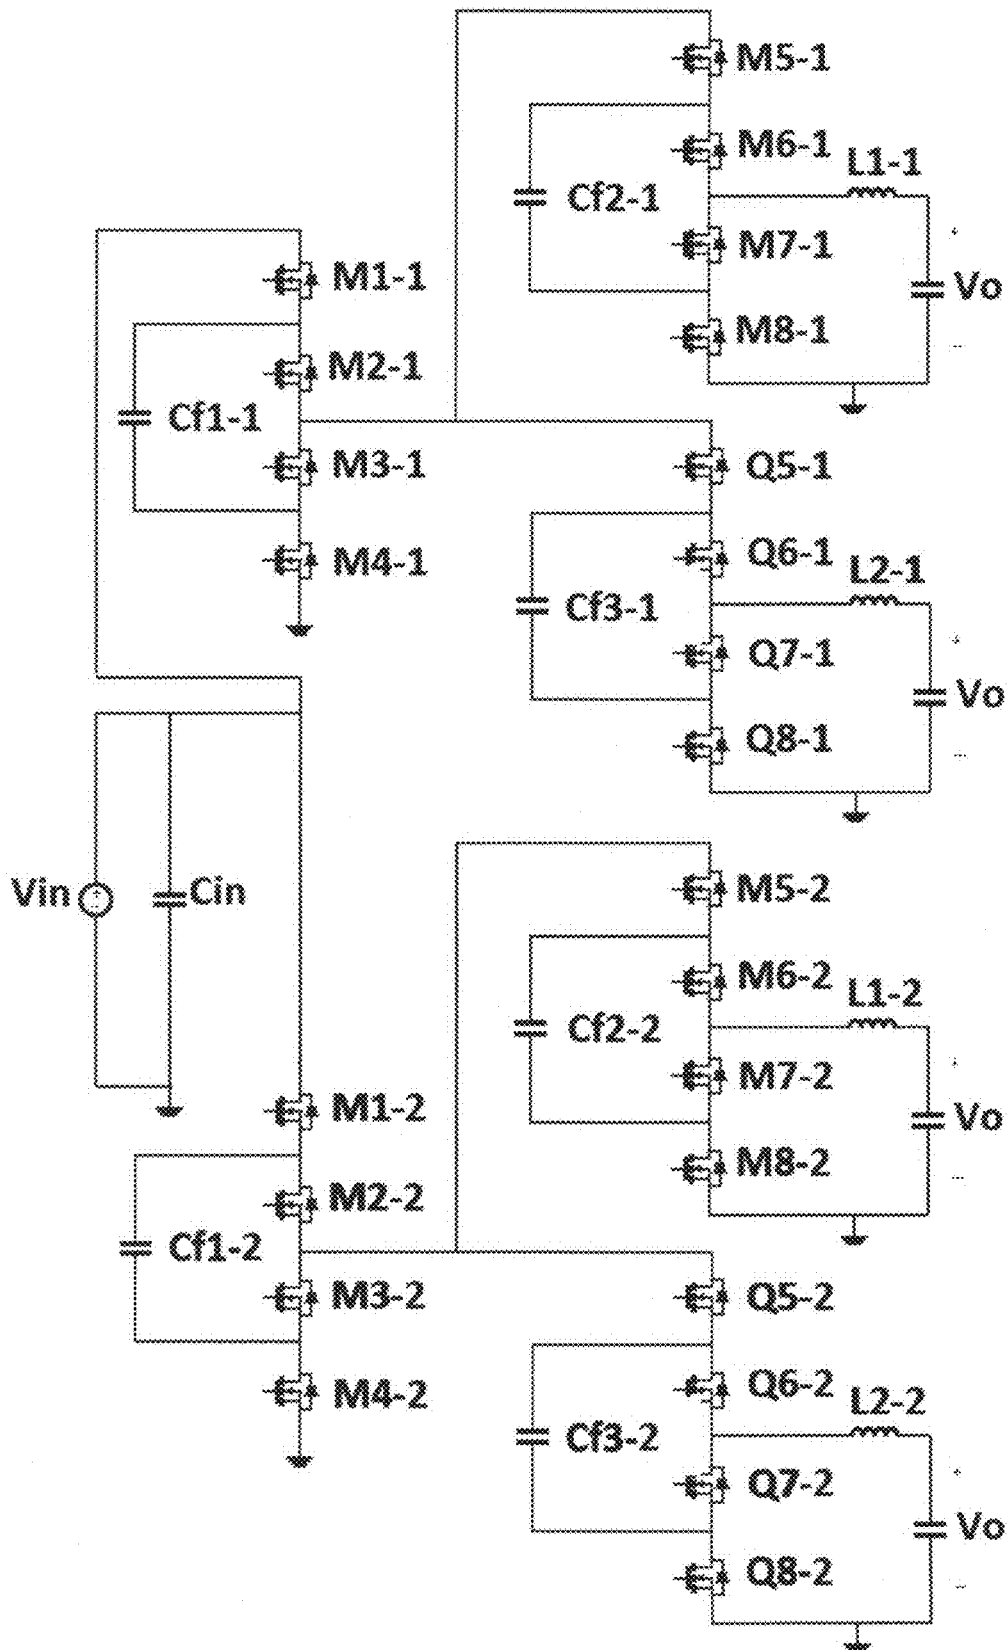 M5-1
M6-1
L1-1
Cf2-1
M7-1
+
Vo
M8-1
-
M1-1
M2-1
Cf1-1
M3-1
M4-1
Q5-1
Q6-1
L2-1
Cf3-1
Q7-1
+
Vo
Q8-1
-
Vin
Cin
M5-2
M6-2
L1-2
Cf2-2
M7-2
+
Vo
M8-2
-
M1-2
M2-2
Cf1-2
M3-2
M4-2
Q5-2
Q6-2
L2-2
Cf3-2
Q7-2
+
Vo
Q8-2
-